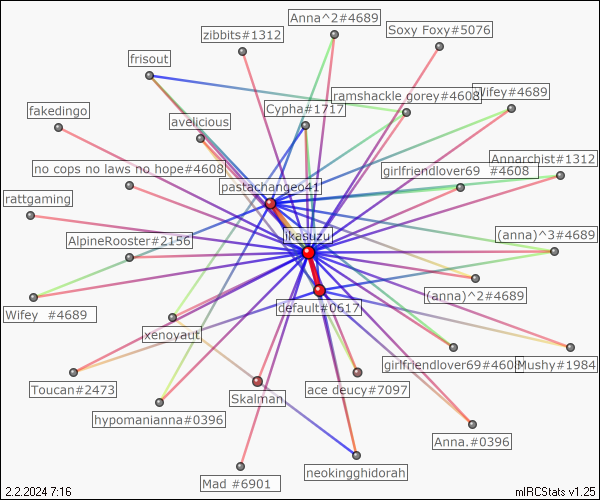 Anna^2#4689
Soxy Foxy#5076
zibbits#1312
frisout
Wifey#4689
ramshackle gorey#4608
fakedingo
Cypha#1717
avelicious
Annarchist#1312
no cops no laws no hope#4608
girlfriendlover69 #4608
pastachangeo41
rattgaming
ikasuzu
(anna)^3#4689
AlpineRooster#2156
(anna)^2#4689
default#0617
Wifey #4689
xenoyaut
girlfriendlover69#4608
Mushy#1984
Toucan#2473
ace deucy#7097
Skalman
hypomanianna#0396
Anna.#0396
neokingghidorah
Mad #6901
2.2.2024 7:16
mIRCStats v1.25